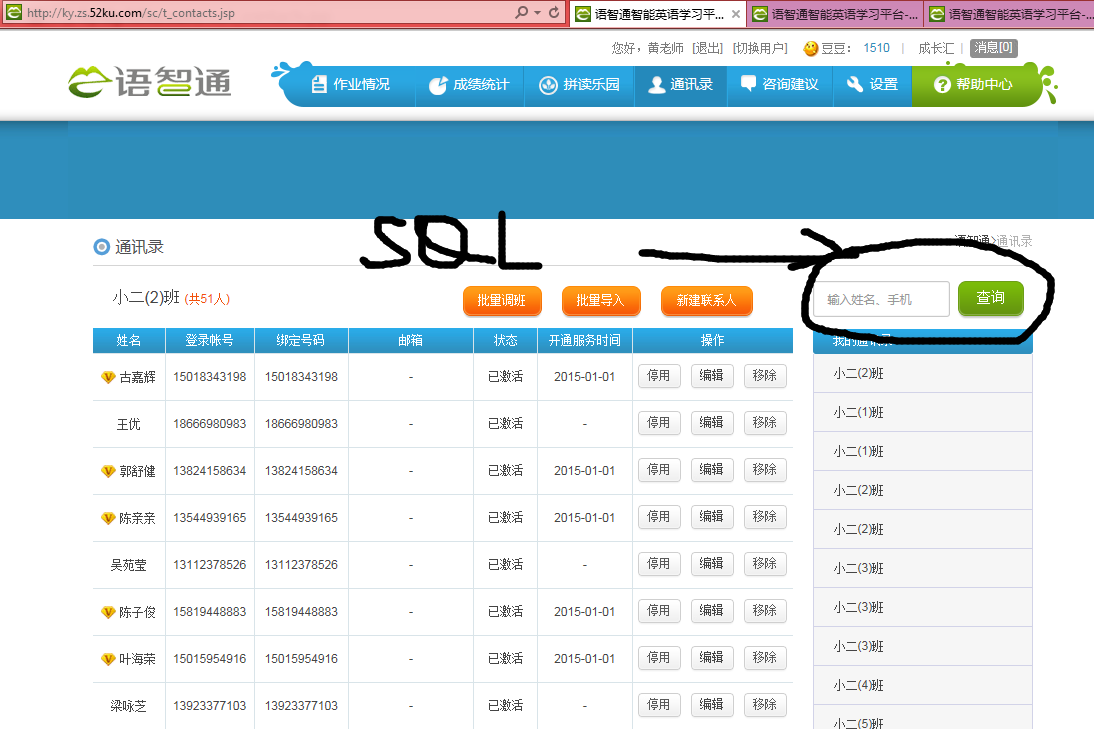 http://ky.zs.52ku.com/sc/t_contacts.jsp
语智通智能英语学习平... ×
语智通智能英语学习平台-...
语智通智能英语学习平台-...
您好，黄老师 [退出] [切换用户] 豆豆： 1510 | 成长汇 | 消息[0]
语智通
作业情况 成绩统计 拼读乐园 通讯录 咨询建议 设置 帮助中心
SQL
通讯录
语智通>通讯录
小二(2)班 (共51人)
批量调班 批量导入 新建联系人
输入姓名、手机 查询
姓名 登录帐号 绑定号码 邮箱 状态 开通服务时间 操作
古嘉辉 15018343198 15018343198 - 已激活 2015-01-01 停用 编辑 移除
王优 18666980983 18666980983 - 已激活 - 停用 编辑 移除
郭舒健 13824158634 13824158634 - 已激活 2015-01-01 停用 编辑 移除
陈亲亲 13544939165 13544939165 - 已激活 2015-01-01 停用 编辑 移除
吴苑莹 13112378526 13112378526 - 已激活 - 停用 编辑 移除
陈子俊 15819448883 15819448883 - 已激活 2015-01-01 停用 编辑 移除
叶海荣 15015954916 15015954916 - 已激活 2015-01-01 停用 编辑 移除
梁咏芝 13923377103 13923377103 - 已激活 - 停用 编辑 移除
我的通讯录
小二(2)班
小二(1)班
小二(1)班
小二(2)班
小二(2)班
小二(3)班
小二(3)班
小二(3)班
小二(4)班
小二(5)班